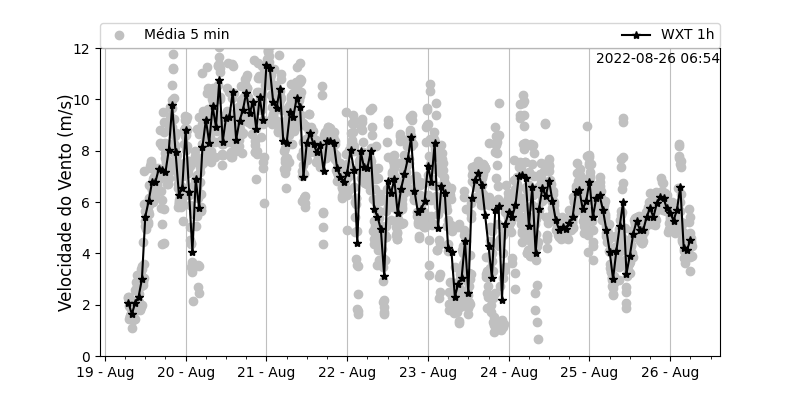 Média 5 min
WXT 1h
2022-08-26 06:54
Velocidade do Vento (m/s)
12
10
8
6
4
2
0
19 - Aug
20 - Aug
21 - Aug
22 - Aug
23 - Aug
24 - Aug
25 - Aug
26 - Aug